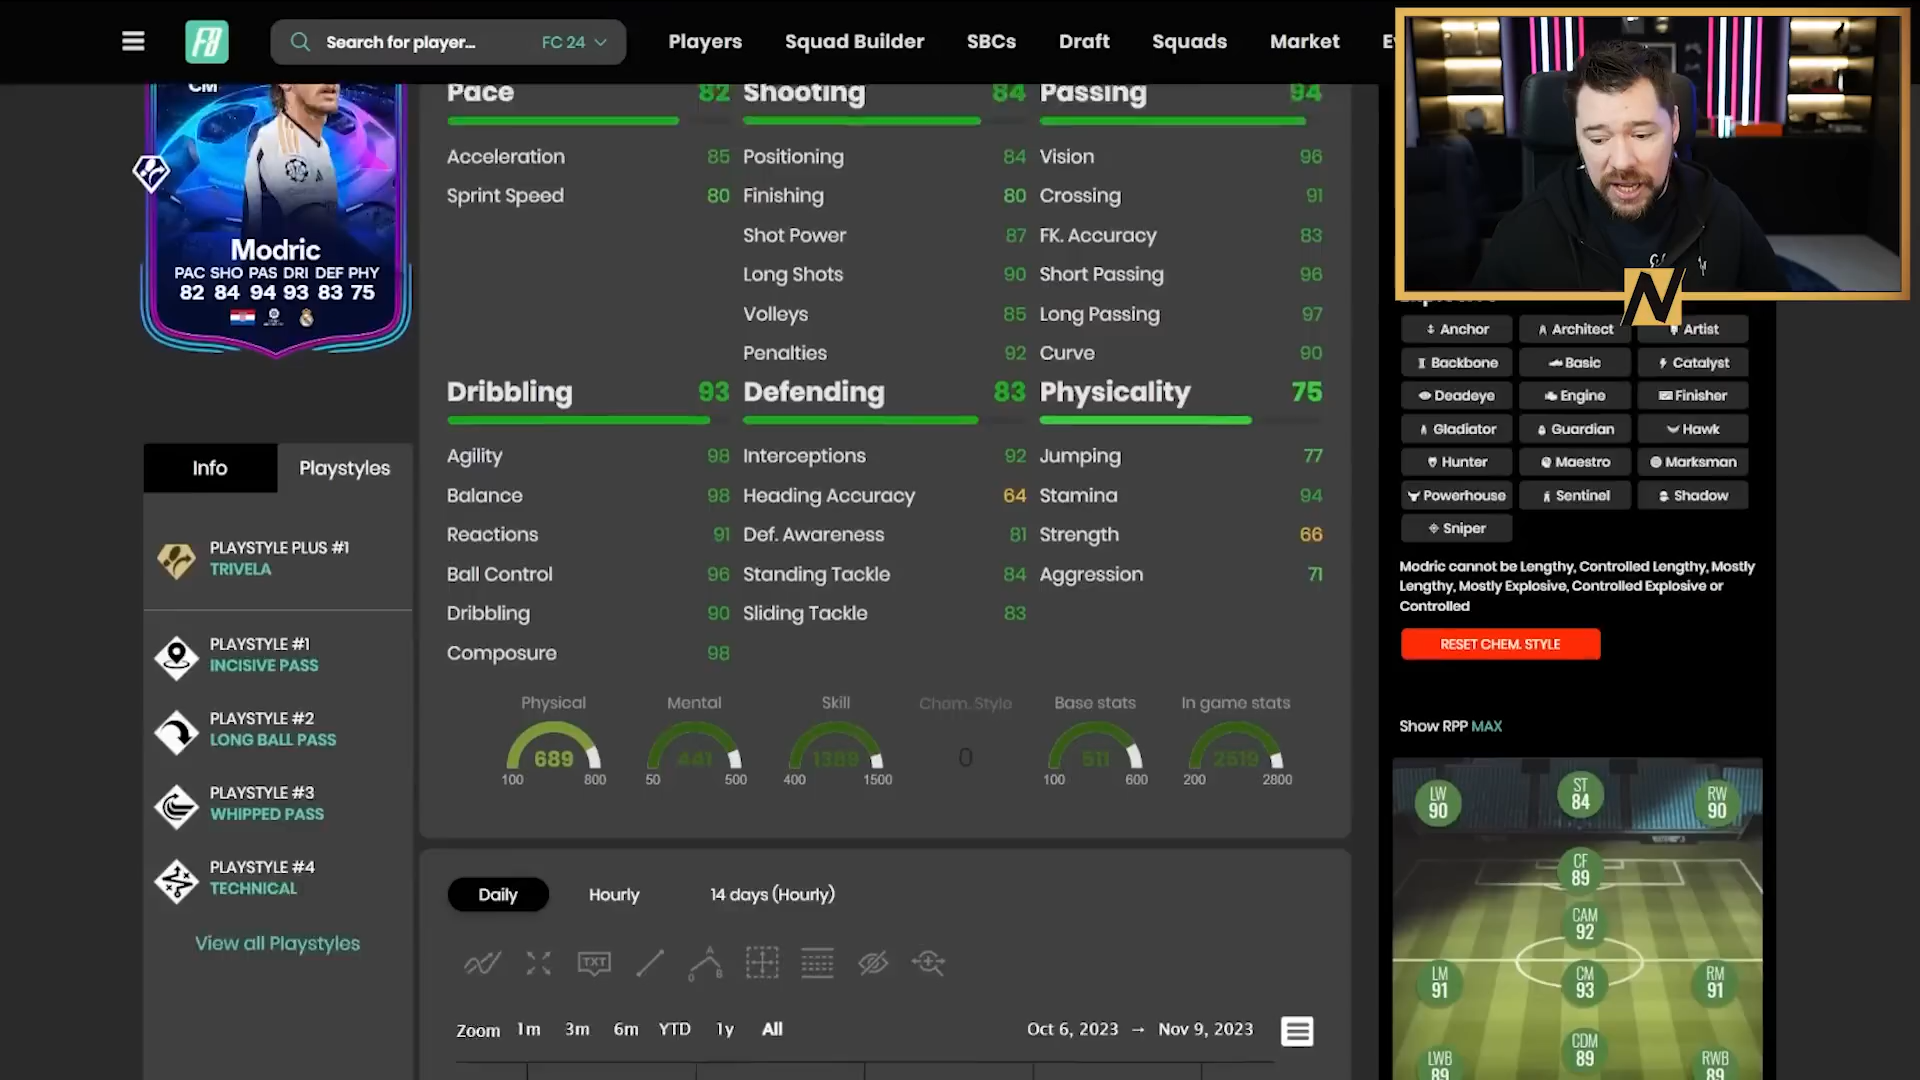 F8 Search for player... FC 24 Players Squad Builder SBCs Draft Squads Market
CM
Modric
PAC SHO PAS DRI DEF PHY
82 84 94 93 83 75
Info Playstyles
PLAYSTYLE PLUS #1
TRIVELA
PLAYSTYLE #1
INCISIVE PASS
PLAYSTYLE #2
LONG BALL PASS
PLAYSTYLE #3
WHIPPED PASS
PLAYSTYLE #4
TECHNICAL
View all Playstyles
Pace 82
Acceleration 85
Sprint Speed 80
Shooting 84
Positioning 84
Finishing 80
Shot Power 87
Long Shots 90
Volleys 85
Penalties 92
Passing 94
Vision 96
Crossing 91
FK. Accuracy 83
Short Passing 96
Long Passing 97
Curve 90
Dribbling 93
Agility 98
Balance 98
Reactions 91
Ball Control 96
Dribbling 90
Composure 98
Defending 83
Interceptions 92
Heading Accuracy 64
Def. Awareness 81
Standing Tackle 84
Sliding Tackle 83
Physicality 75
Jumping 77
Stamina 94
Strength 66
Aggression 71
Physical Mental Skill Chem. Style Base stats In game stats
689 441 1389 0 511 2519
100 800 50 500 400 1500 100 600 200 2800
Daily Hourly 14 days (Hourly)
TXT
A
0 B
Zoom 1m 3m 6m YTD 1y All Oct 6, 2023 → Nov 9, 2023
N
Anchor Architect Artist
Backbone Basic Catalyst
Deadeye Engine Finisher
Gladiator Guardian Hawk
Hunter Maestro Marksman
Powerhouse Sentinel Shadow
Sniper
Modric cannot be Lengthy, Controlled Lengthy, Mostly
Lengthy, Mostly Explosive, Controlled Explosive or
Controlled
RESET CHEM. STYLE
Show RPP MAX
LW
90
ST
84
RW
90
CF
89
CAM
92
LM
91
CM
93
RM
91
CDM
89
LWB
89
RWB
89